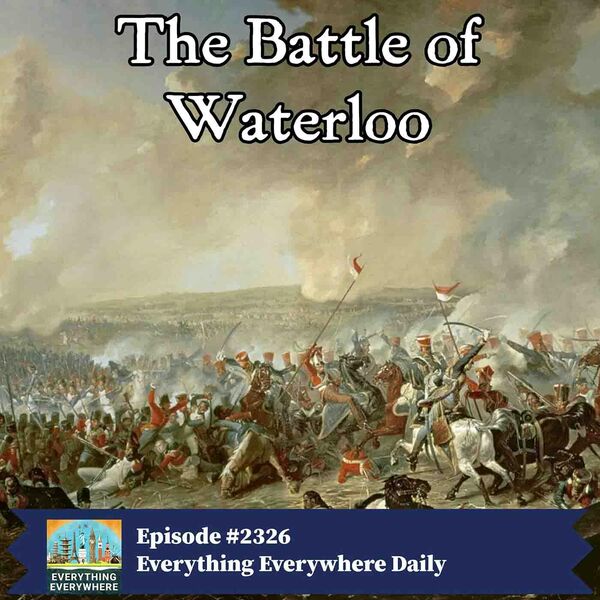 The Battle of
Waterloo
Episode #2326
Everything Everywhere Daily
EVERYTHING
EVERYWHERE